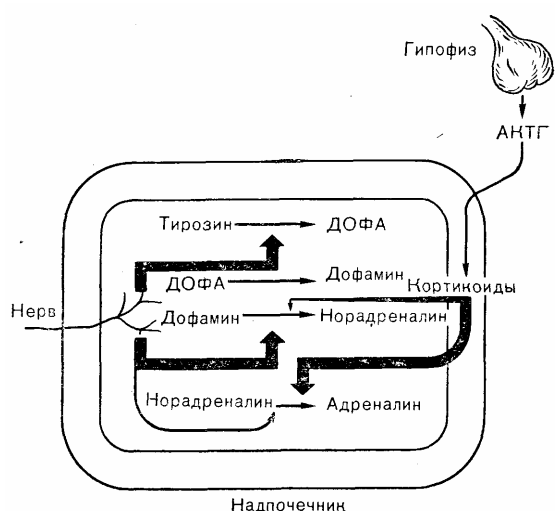 Гипофиз
АКТГ
Тирозин ДОФА
ДОФА Дофамин
Кортикоиды
Нерв
Дофамин Норадреналин
Норадреналин Адреналин
Надпочечник